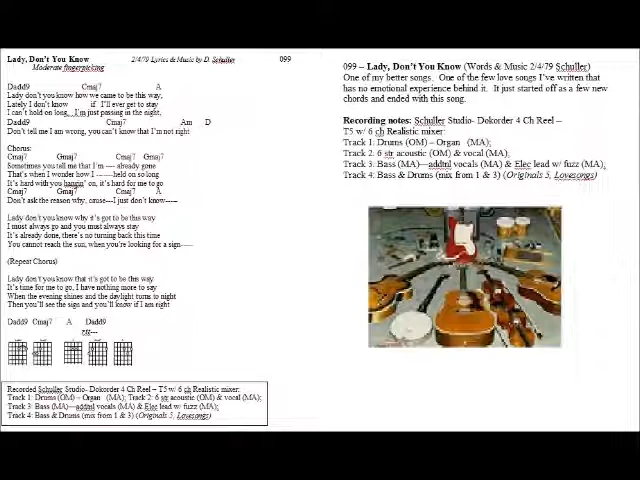 Lady, Don't You Know 2/4/79 Lyrics & Music by D. Schuller 099
Moderate fingerpicking
Dadd9 Cmaj7 A
Lady don't you know how we came to be this way,
Lately I don't know if I'll ever get to stay
I can't hold on long, I'm just passing in the night,
Dadd9 Cmaj7 Am D
Don't tell me I am wrong, you can't know that I'm not right
Chorus:
Cmaj7 Gmaj7 Cmaj7 Gmaj7
Sometimes you tell me that I'm ---- already gone
That's when I wonder how I -------held on so long
It's hard with you hangin' on, it's hard for me to go
Cmaj7 Gmaj7 Cmaj7 A
Don't ask the reason why, cause---I just don't know-----
Lady don't you know why it's got to be this way
I must always go and you must always stay
It's already done, there's no turning back this time
You cannot reach the sun, when you're looking for a sign----
(Repeat Chorus)
Lady don't you know that it's got to be this way
It's time for me to go, I have nothing more to say
When the evening shines and the daylight turns to night
Then you'll see the sign and you'll know if I am right
Dadd9 Cmaj7 A Dadd9
Recorded Schuller Studio- Dokorder 4 Ch Reel – T5 w/ 6 ch Realistic mixer:
Track 1: Drums (OM) – Organ (MA); Track 2: 6 str acoustic (OM) & vocal (MA);
Track 3: Bass (MA)—addtnl vocals (MA) & Elec lead w/ fuzz (MA);
Track 4: Bass & Drums (mix from 1 & 3) (Originals 5, Lovesongs)
099 – Lady, Don't You Know (Words & Music 2/4/79 Schuller)
One of my better songs. One of the few love songs I've written that
has no emotional experience behind it. It just started off as a few new
chords and ended with this song.
Recording notes: Schuller Studio- Dokorder 4 Ch Reel –
T5 w/ 6 ch Realistic mixer:
Track 1: Drums (OM) – Organ (MA);
Track 2: 6 str acoustic (OM) & vocal (MA);
Track 3: Bass (MA)—addtnl vocals (MA) & Elec lead w/ fuzz (MA);
Track 4: Bass & Drums (mix from 1 & 3) (Originals 5, Lovesongs)